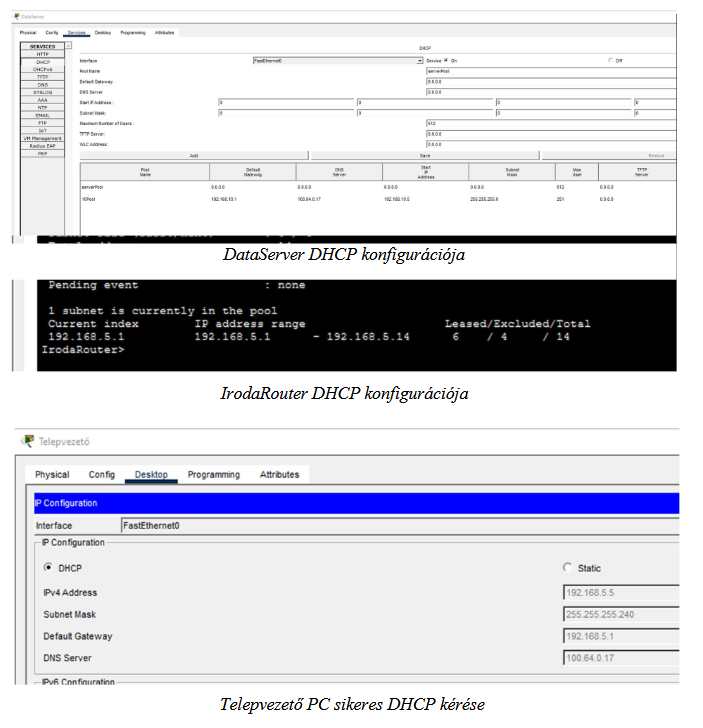 DataServer
Physical Config Services Desktop Programming Attributes
SERVICES
HTTP
DHCP
DHCPv6
TFTP
DNS
SYSLOG
AAA
NTP
EMAIL
FTP
IoT
VM Management
Radius EAP
PRP
DHCP
Interface FastEthernet0 Service On Off
Pool Name serverPool
Default Gateway 0.0.0.0
DNS Server 0.0.0.0
Start IP Address : 0 0 0 0
Subnet Mask: 0 0 0 0
Maximum Number of Users : 512
TFTP Server: 0.0.0.0
WLC Address: 0.0.0.0
Add Save Remove
Pool Name Default Gateway DNS Server Start IP Address Subnet Mask Max User TFTP Server
serverPool 0.0.0.0 0.0.0.0 0.0.0.0 0.0.0.0 512 0.0.0.0
192.168.10.1 100.64.0.17 192.168.10.5 255.255.255.0 251 0.0.0.0
DataServer DHCP konfigurációja
Pending event : none
1 subnet is currently in the pool
Current index IP address range Leased/Excluded/Total
192.168.5.1 192.168.5.1 - 192.168.5.14 6 / 4 / 14
IrodaRouter>
IrodaRouter DHCP konfigurációja
Telepvezető
Physical Config Desktop Programming Attributes
IP Configuration
Interface FastEthernet0
IP Configuration
DHCP Static
IPv4 Address 192.168.5.5
Subnet Mask 255.255.255.240
Default Gateway 192.168.5.1
DNS Server 100.64.0.17
IPv6 Configuration
Telepvezető PC sikeres DHCP kérése